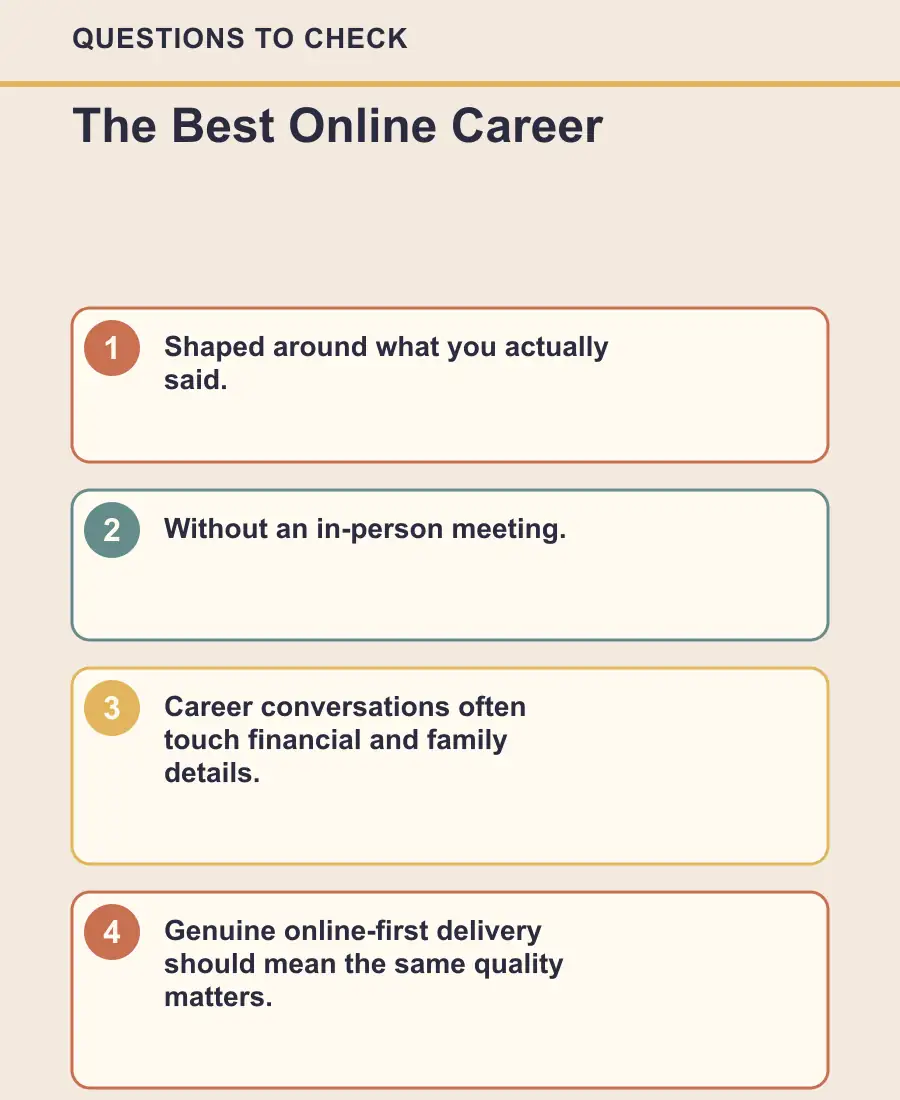 QUESTIONS TO CHECK
The Best Online Career
1
Shaped around what you actually
said.
2
Without an in-person meeting.
3
Career conversations often
touch financial and family
details.
4
Genuine online-first delivery
should mean the same quality
matters.